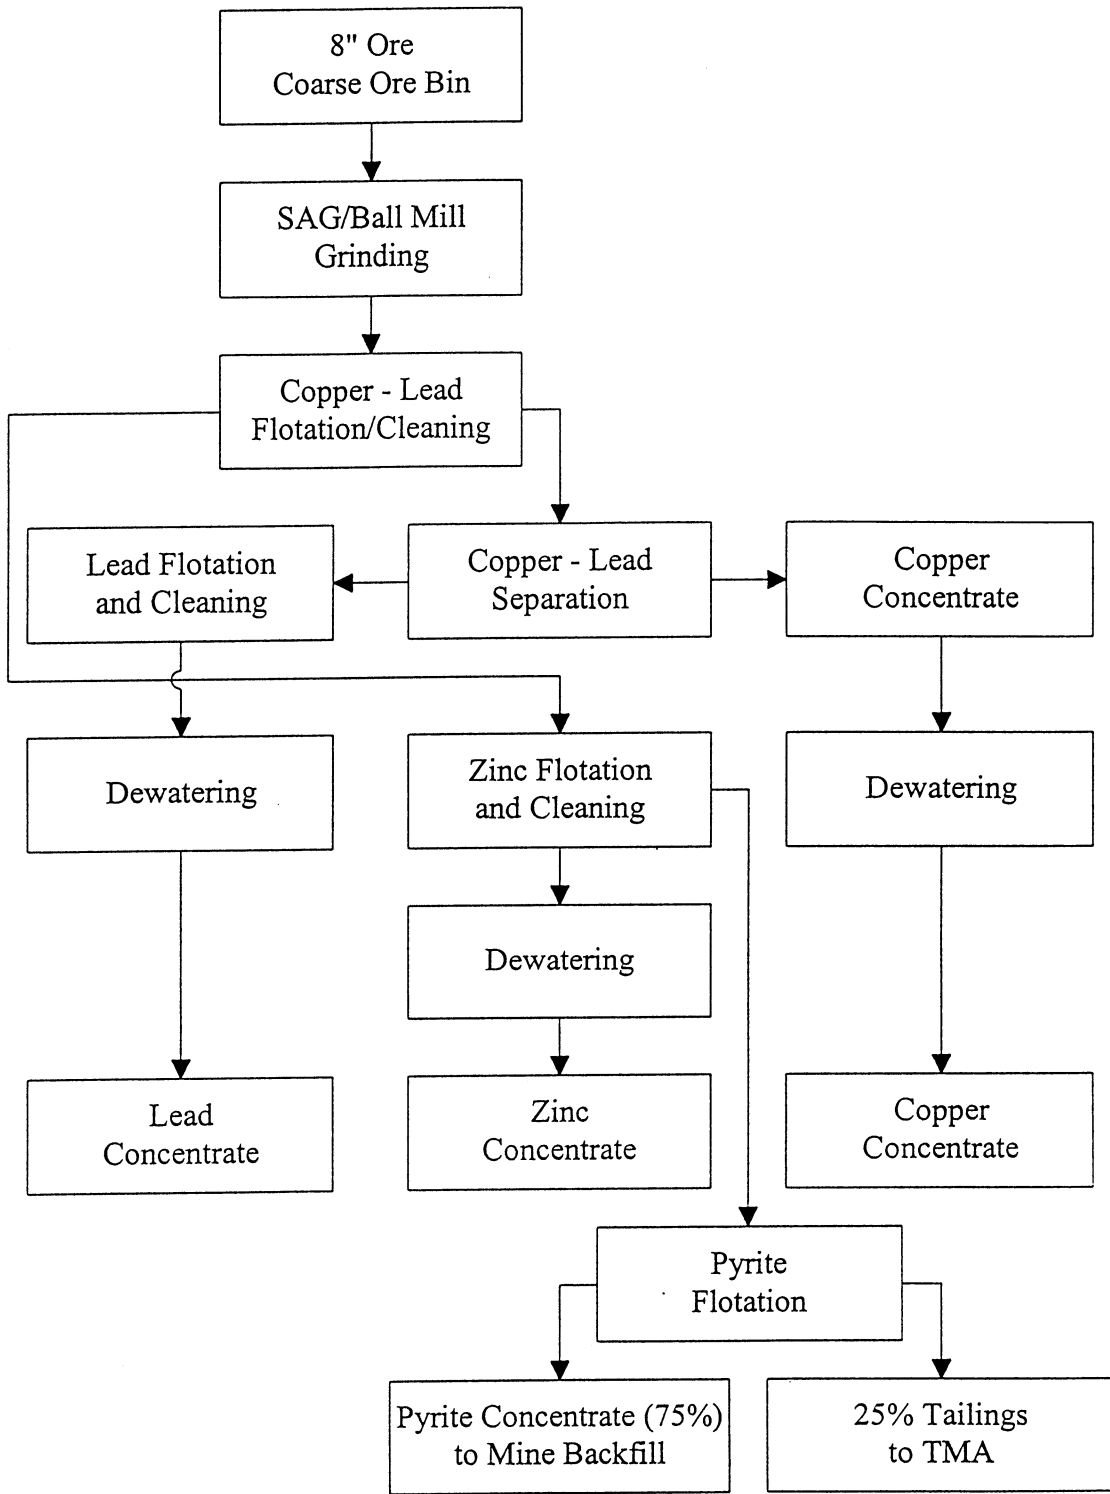 8" Ore
Coarse Ore Bin
SAG/Ball Mill
Grinding
Copper - Lead
Flotation/Cleaning
Lead Flotation
and Cleaning
Copper - Lead
Separation
Copper
Concentrate
Dewatering
Zinc Flotation
and Cleaning
Dewatering
Dewatering
Lead
Concentrate
Zinc
Concentrate
Copper
Concentrate
Pyrite
Flotation
Pyrite Concentrate (75%)
to Mine Backfill
25% Tailings
to TMA